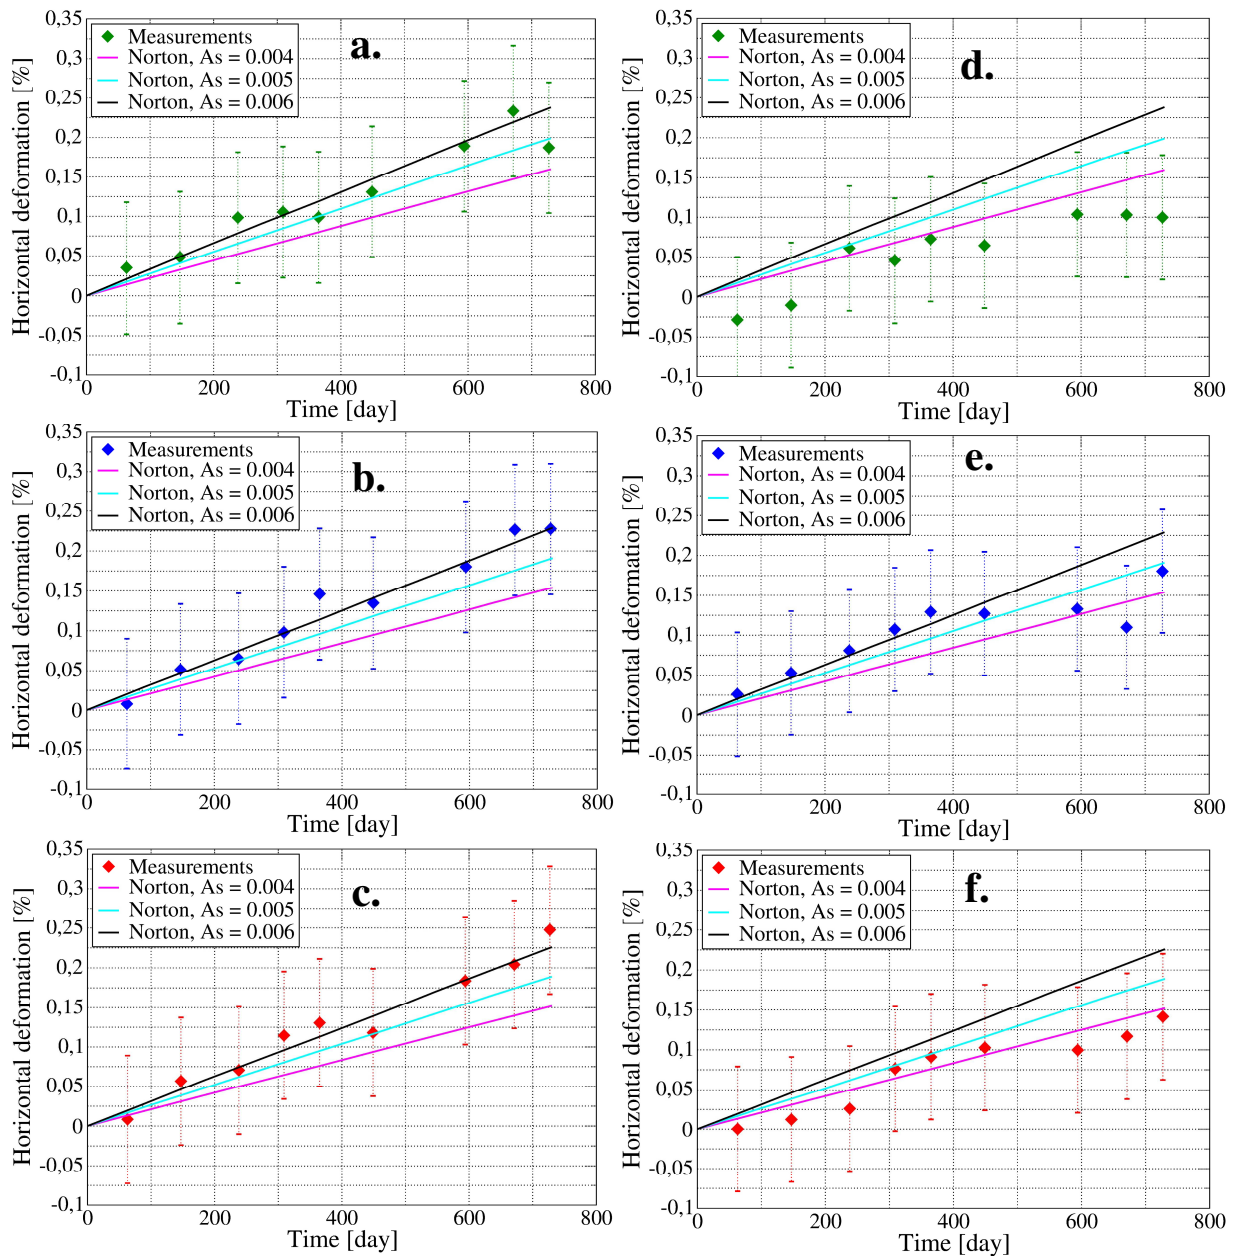 a.
Measurements
Norton, As = 0.004
Norton, As = 0.005
Norton, As = 0.006
Horizontal deformation [%]
0,35
0,3
0,25
0,2
0,15
0,1
0,05
0
-0,05
-0,1
0 200 400 600 800
Time [day]
d.
Measurements
Norton, As = 0.004
Norton, As = 0.005
Norton, As = 0.006
Horizontal deformation [%]
0,35
0,3
0,25
0,2
0,15
0,1
0,05
0
-0,05
-0,1
0 200 400 600 800
Time [day]
b.
Measurements
Norton, As = 0.004
Norton, As = 0.005
Norton, As = 0.006
Horizontal deformation [%]
0,35
0,3
0,25
0,2
0,15
0,1
0,05
0
-0,05
-0,1
0 200 400 600 800
Time [day]
e.
Measurements
Norton, As = 0.004
Norton, As = 0.005
Norton, As = 0.006
Horizontal deformation [%]
0,35
0,3
0,25
0,2
0,15
0,1
0,05
0
-0,05
-0,1
0 200 400 600 800
Time [day]
c.
Measurements
Norton, As = 0.004
Norton, As = 0.005
Norton, As = 0.006
Horizontal deformation [%]
0,35
0,3
0,25
0,2
0,15
0,1
0,05
0
-0,05
-0,1
0 200 400 600 800
Time [day]
f.
Measurements
Norton, As = 0.004
Norton, As = 0.005
Norton, As = 0.006
Horizontal deformation [%]
0,35
0,3
0,25
0,2
0,15
0,1
0,05
0
-0,05
-0,1
0 200 400 600 800
Time [day]